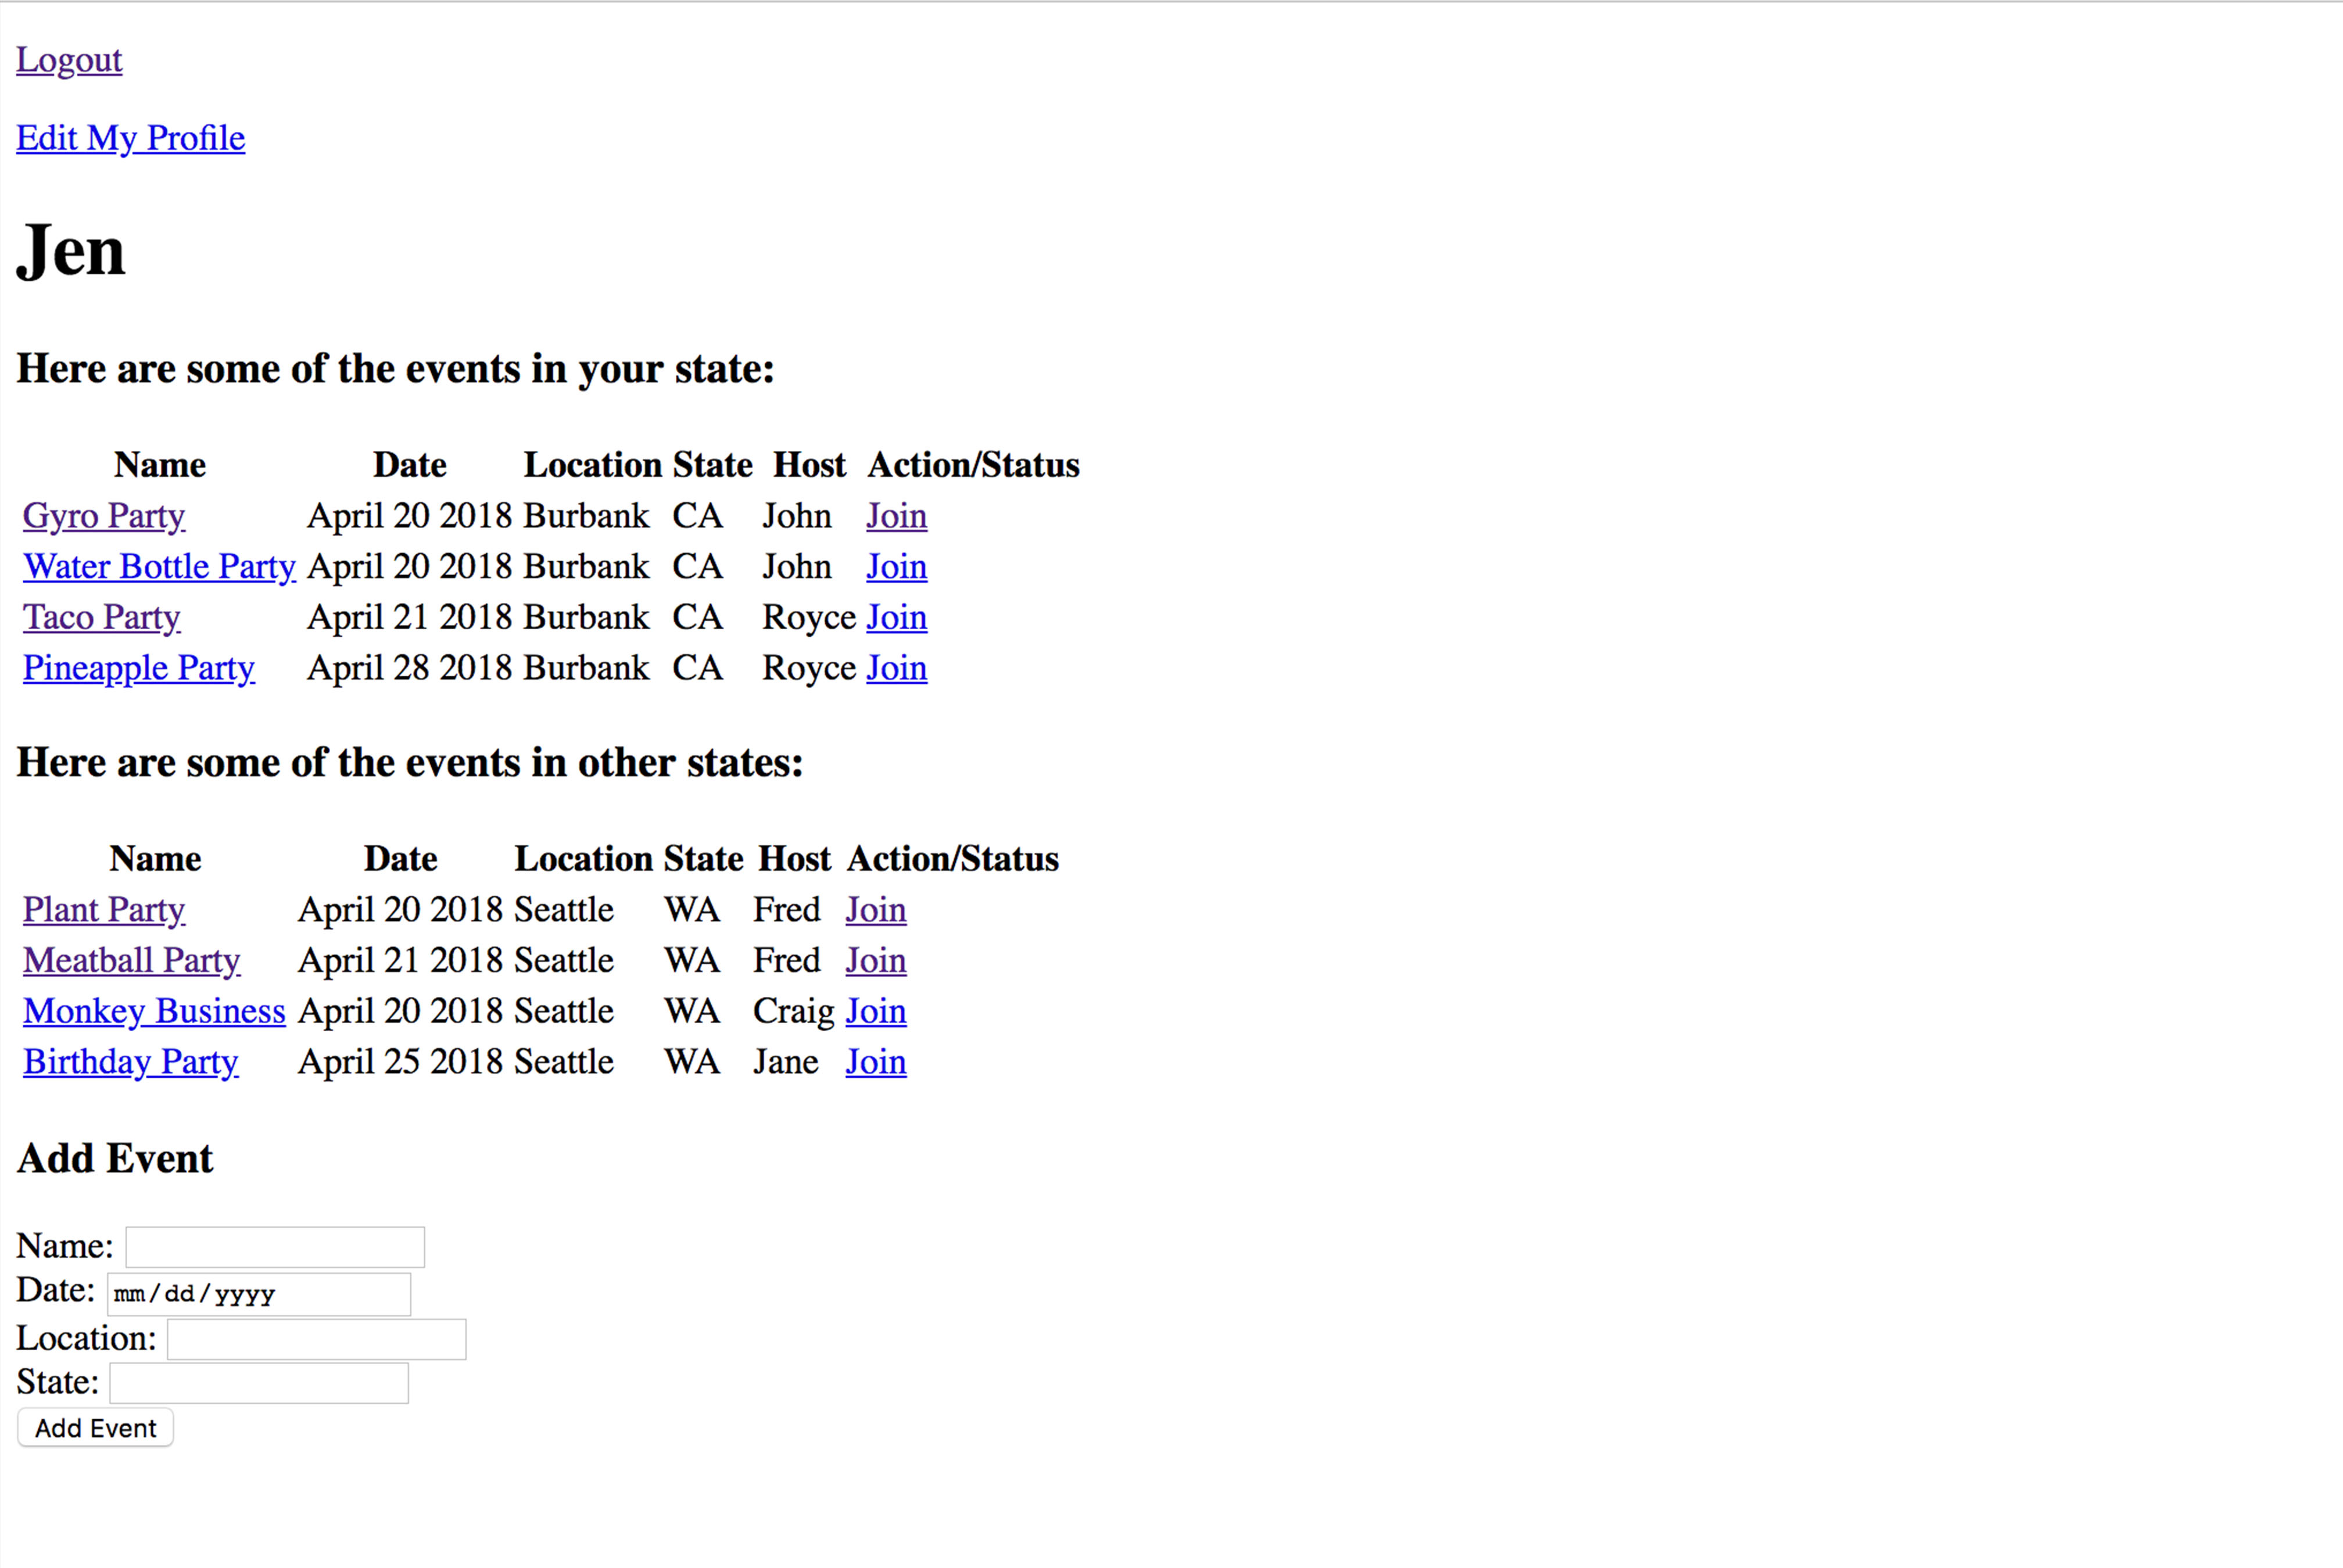 Logout
Edit My Profile
Jen
Here are some of the events in your state:
Name Date Location State Host Action/Status
Gyro Party April 20 2018 Burbank CA John Join
Water Bottle Party April 20 2018 Burbank CA John Join
Taco Party April 21 2018 Burbank CA Royce Join
Pineapple Party April 28 2018 Burbank CA Royce Join
Here are some of the events in other states:
Name Date Location State Host Action/Status
Plant Party April 20 2018 Seattle WA Fred Join
Meatball Party April 21 2018 Seattle WA Fred Join
Monkey Business April 20 2018 Seattle WA Craig Join
Birthday Party April 25 2018 Seattle WA Jane Join
Add Event
Name:
Date: mm/dd/yyyy
Location:
State:
Add Event